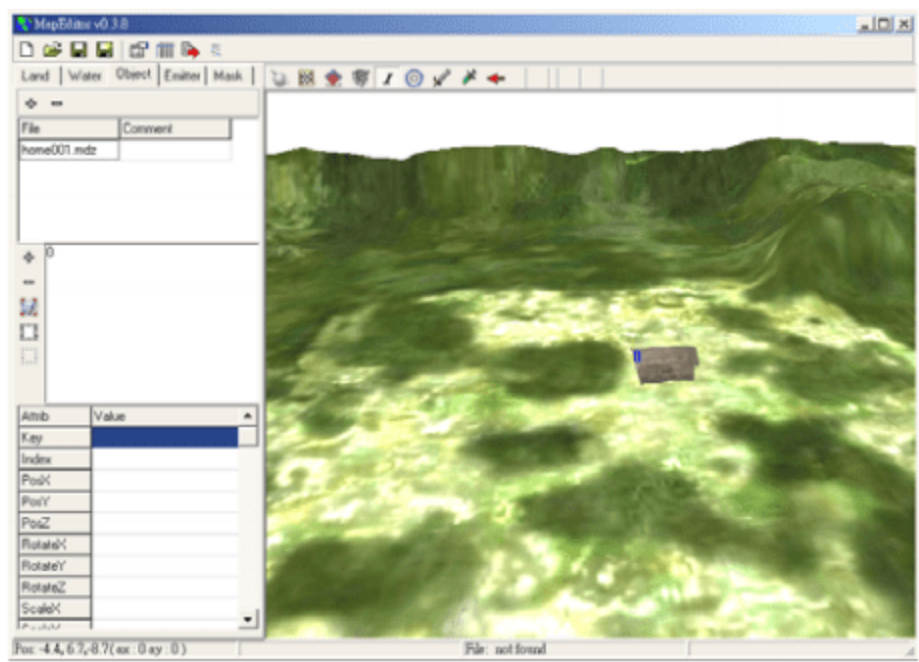 MapEditor v0.3.8
Land Water Object Emitter Mask
File Comment
home001.mdz
0
Attrib Value
Key
Index
PosX
PosY
PosZ
RotateX
RotateY
RotateZ
ScaleX
ScaleY
Pos: -4.4, 6.7,-8.7( ax : 0 ay : 0 ) File: not found